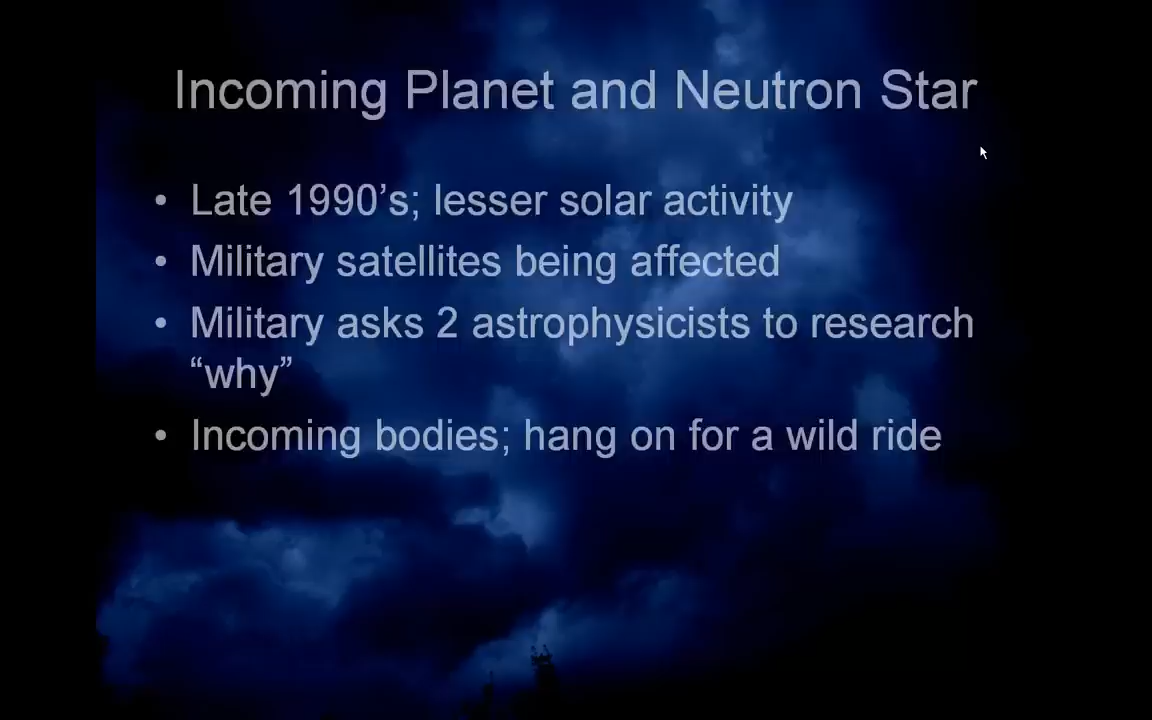 Incoming Planet and Neutron Star
• Late 1990’s; lesser solar activity
• Military satellites being affected
• Military asks 2 astrophysicists to research
“why”
• Incoming bodies; hang on for a wild ride